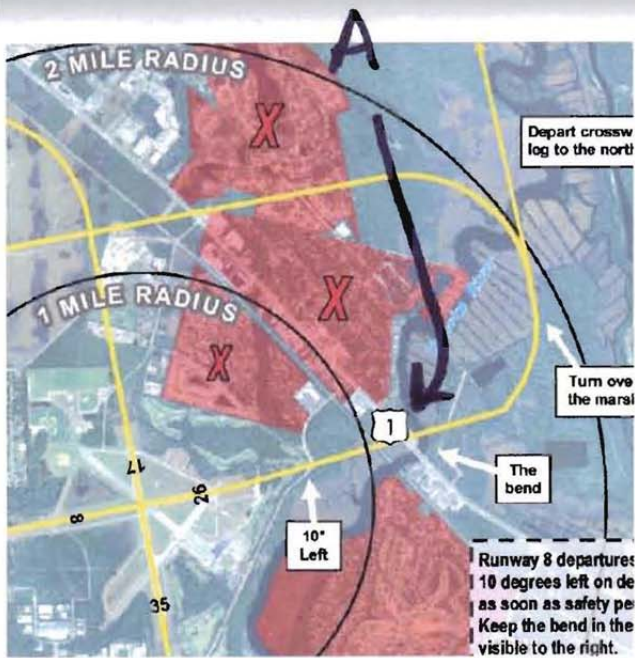 A
2 MILE RADIUS
X
Depart crossw
log to the north
X
1 MILE RADIUS
X
Turn ove
the marsh
1
17
The
bend
26
8
10°
Left
35
Runway 8 departures
10 degrees left on de
as soon as safety pe
Keep the bend in the
visible to the right.